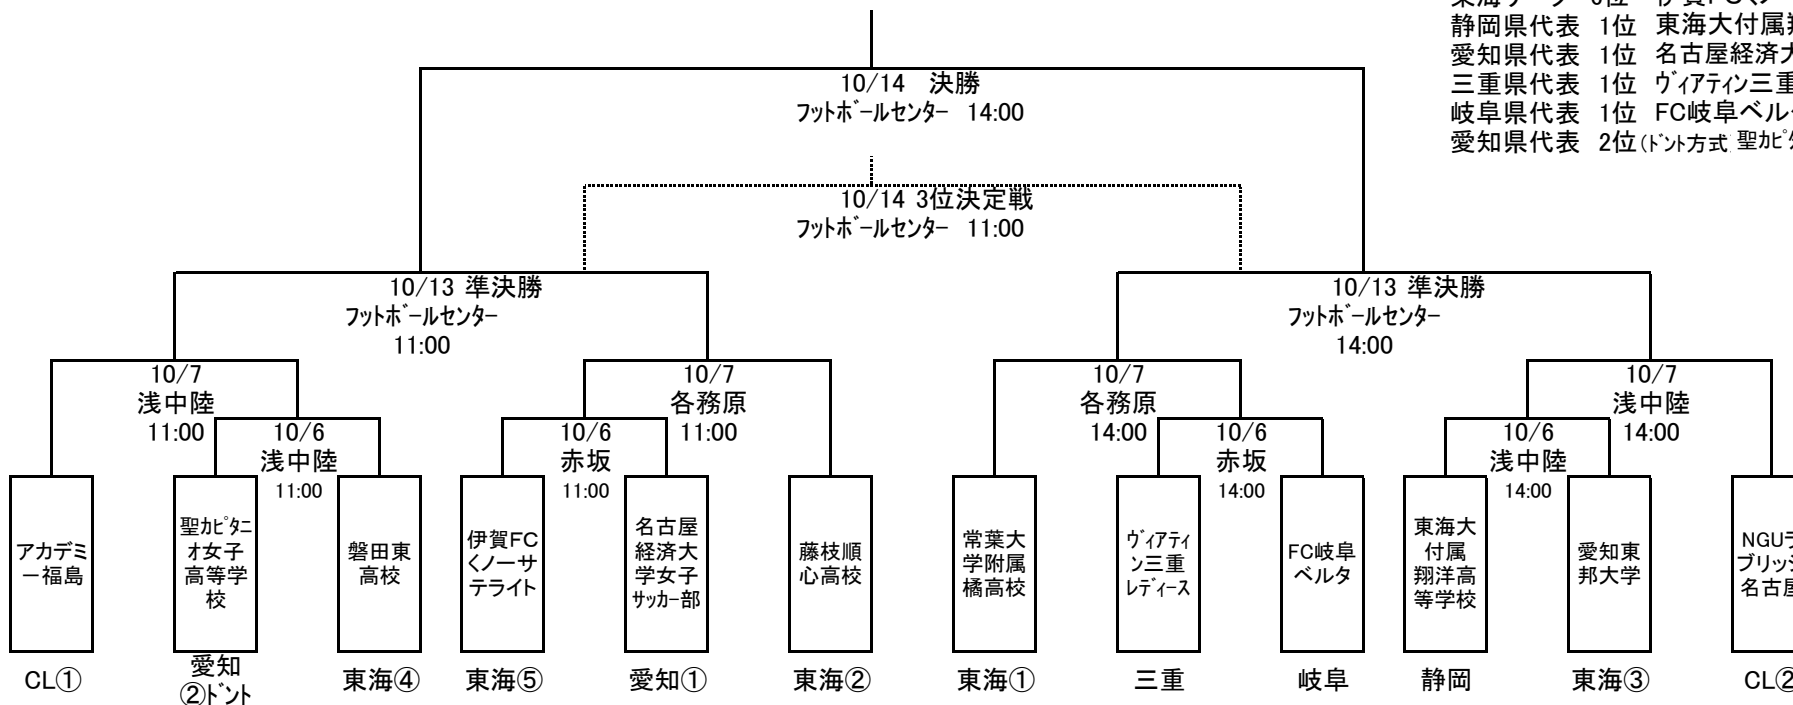 静岡県代表 1位 東海大付属
愛知県代表 1位 名古屋経済大
三重県代表 1位 ヴィアティン三重
岐阜県代表 1位 FC岐阜ベル
愛知県代表 2位(ドント方式) 聖カピタ
10/14 決勝
フットボールセンター 14:00
10/14 3位決定戦
フットボールセンター 11:00
10/13 準決勝
フットボールセンター
11:00
10/13 準決勝
フットボールセンター
14:00
10/7
浅中陸
11:00
10/7
各務原
11:00
10/7
各務原
14:00
10/7
浅中陸
14:00
10/6
浅中陸
11:00
10/6
赤坂
11:00
10/6
赤坂
14:00
10/6
浅中陸
14:00
アカデミ
ー福島
聖カピタニ
オ女子
高等学
校
磐田東
高校
伊賀FC
くノーサ
テライト
名古屋
経済大
学女子
サッカー部
藤枝順
心高校
常葉大
学附属
橘高校
ヴィアティ
ン三重
レディース
FC岐阜
ベルタ
東海大
付属
翔洋高
等学校
愛知東
邦大学
NGUラ
ブリッジ
名古屋
CL①
愛知
②ドント
東海④
東海⑤
愛知①
東海②
東海①
三重
岐阜
静岡
東海③
CL②